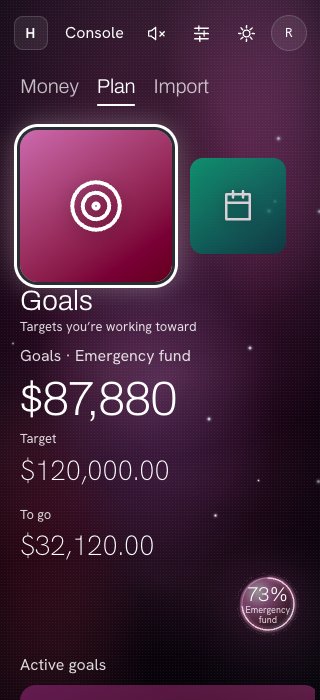 H Console R
Money Plan Import
Goals
Targets you’re working toward
Goals · Emergency fund
$87,880
Target
$120,000.00
To go
$32,120.00
73%
Emergency
fund
Active goals